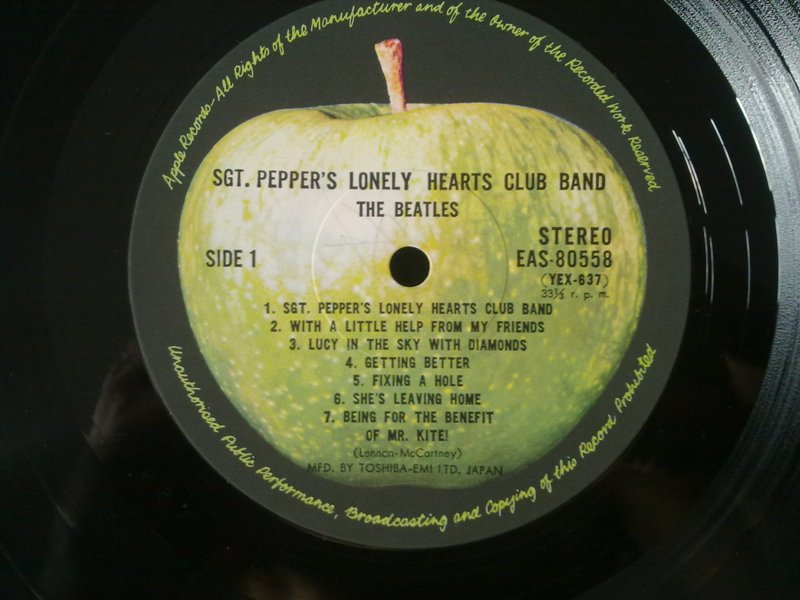 Apple Records-All Rights of the Manufacturer and of the Owner of the Recorded Work Reserved
SGT. PEPPER'S LONELY HEARTS CLUB BAND
THE BEATLES
SIDE 1
STEREO
EAS-80558
(YEX-637)
33⅓ r. p. m.
1. SGT. PEPPER'S LONELY HEARTS CLUB BAND
2. WITH A LITTLE HELP FROM MY FRIENDS
3. LUCY IN THE SKY WITH DIAMONDS
4. GETTING BETTER
5. FIXING A HOLE
6. SHE'S LEAVING HOME
7. BEING FOR THE BENEFIT
OF MR. KITE!
(Lennon-McCartney)
MFD. BY TOSHIBA-EMI LTD. JAPAN
Unauthorised Public Performance, Broadcasting and Copying of this Record Prohibited